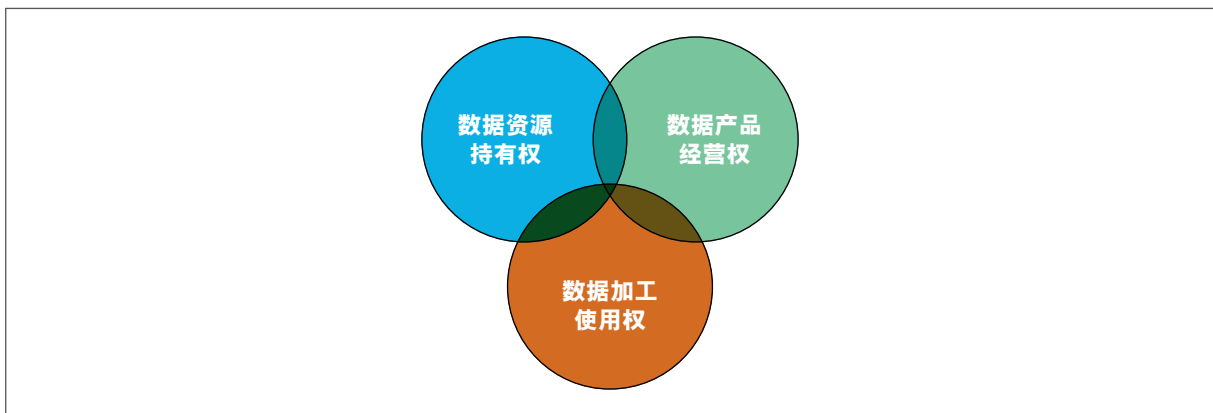 数据资源
持有权
数据产品
经营权
数据加工
使用权